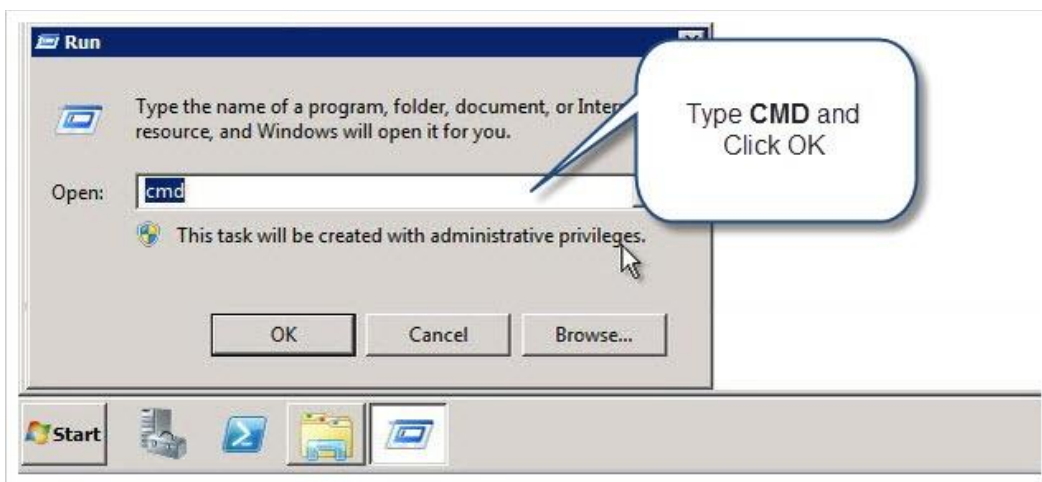 Run
Type the name of a program, folder, document, or Inter
resource, and Windows will open it for you.
Type CMD and
Click OK
Open:
cmd
This task will be created with administrative privileges.
OK
Cancel
Browse...
Start